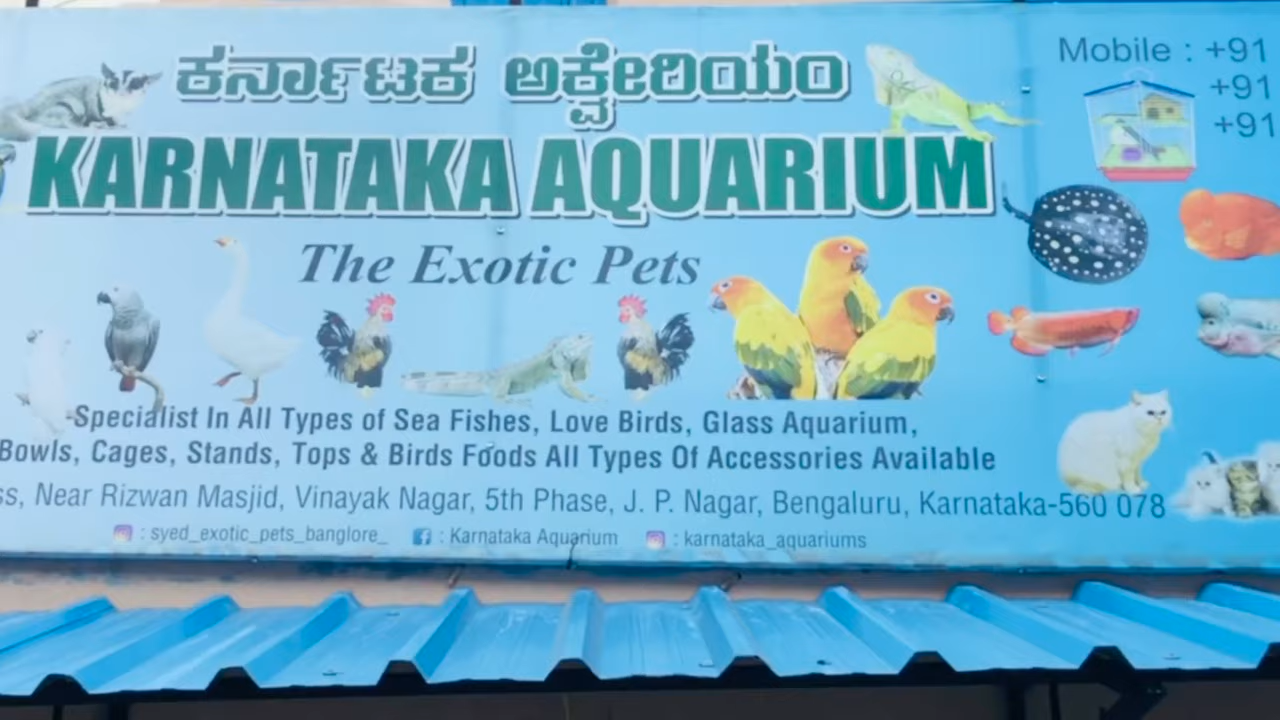 ಕರ್ನಾಟಕ ಅಕ್ವೇರಿಯಂ
KARNATAKA AQUARIUM
The Exotic Pets
Mobile : +91
+91
+91
Specialist In All Types of Sea Fishes, Love Birds, Glass Aquarium,
Bowls, Cages, Stands, Tops & Birds Foods All Types Of Accessories Available
Near Rizwan Masjid, Vinayak Nagar, 5th Phase, J. P. Nagar, Bengaluru, Karnataka-560 078
: syed_exotic_pets_banglore_ : Karnataka Aquarium : karnataka_aquariums